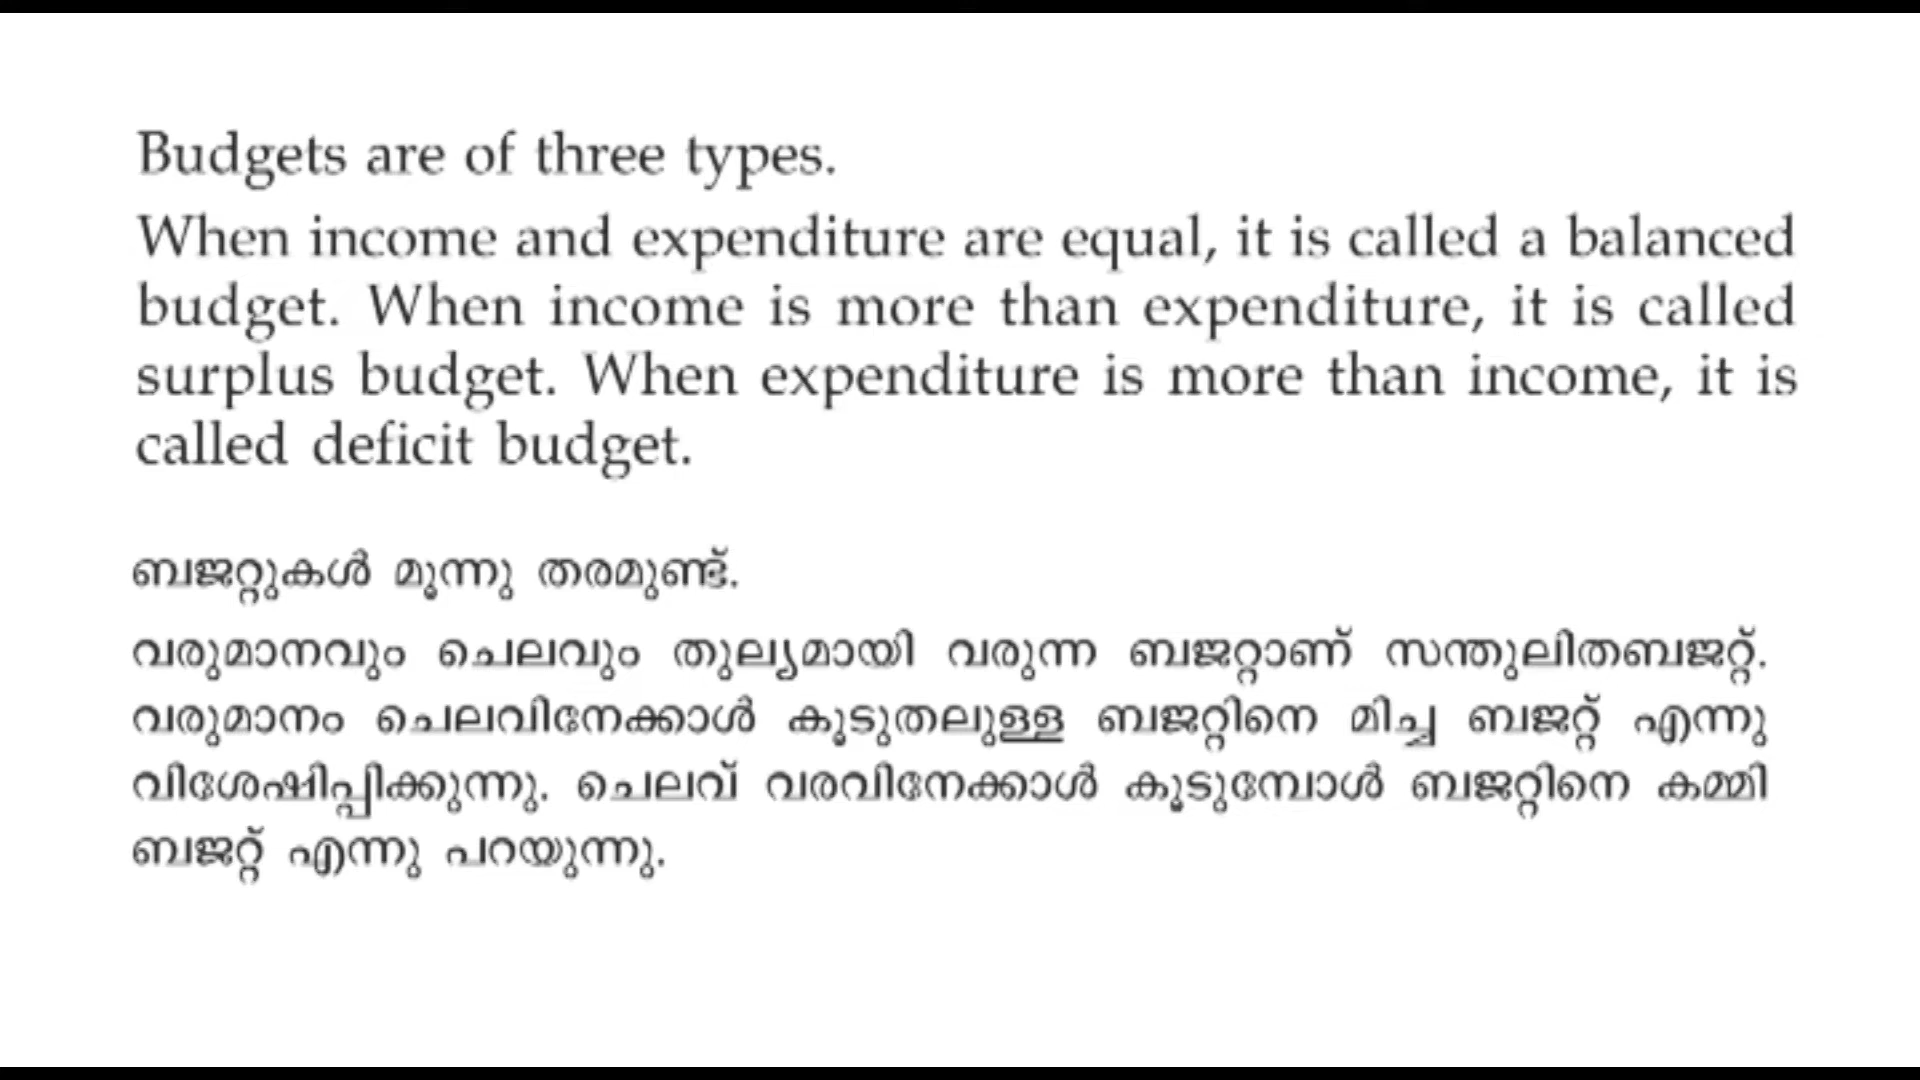 Budgets are of three types.
When income and expenditure are equal, it is called a balanced
budget. When income is more than expenditure, it is called
surplus budget. When expenditure is more than income, it is
called deficit budget.
ബജറ്റുകൾ മൂന്നു തരമുണ്ട്.
വരുമാനവും ചെലവും തുല്യമായി വരുന്ന ബജറ്റാണ് സന്തുലിതബജറ്റ്.
വരുമാനം ചെലവിനേക്കാൾ കൂടുതലുള്ള ബജറ്റിനെ മിച്ച ബജറ്റ് എന്നു
വിശേഷിപ്പിക്കുന്നു. ചെലവ് വരവിനേക്കാൾ കൂടുമ്പോൾ ബജറ്റിനെ കമ്മി
ബജറ്റ് എന്നു പറയുന്നു.